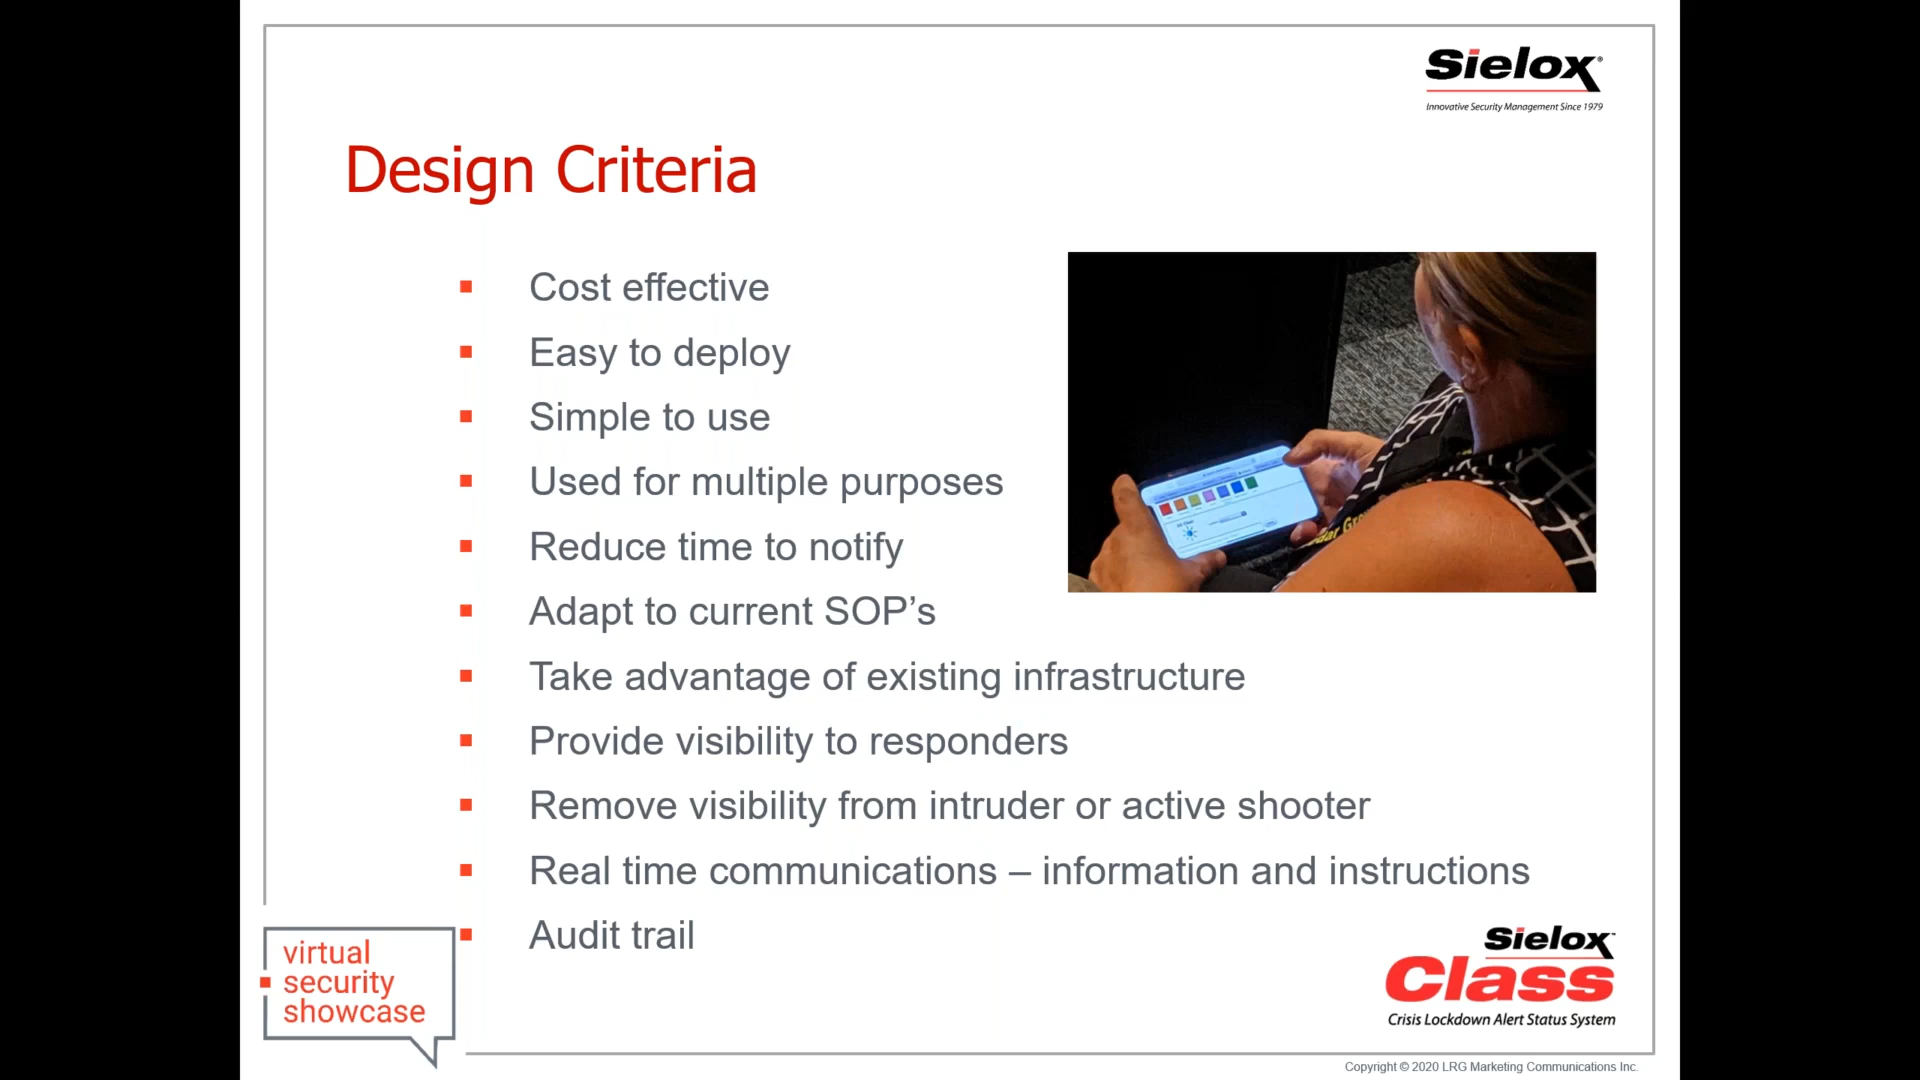 Sielox®
Innovative Security Management Since 1979
Design Criteria
Cost effective
Easy to deploy
Simple to use
Used for multiple purposes
Reduce time to notify
Adapt to current SOP’s
Take advantage of existing infrastructure
Provide visibility to responders
Remove visibility from intruder or active shooter
Real time communications – information and instructions
Audit trail
virtual
security
showcase
Sielox™
Class
Crisis Lockdown Alert Status System
Copyright © 2020 LRG Marketing Communications Inc.